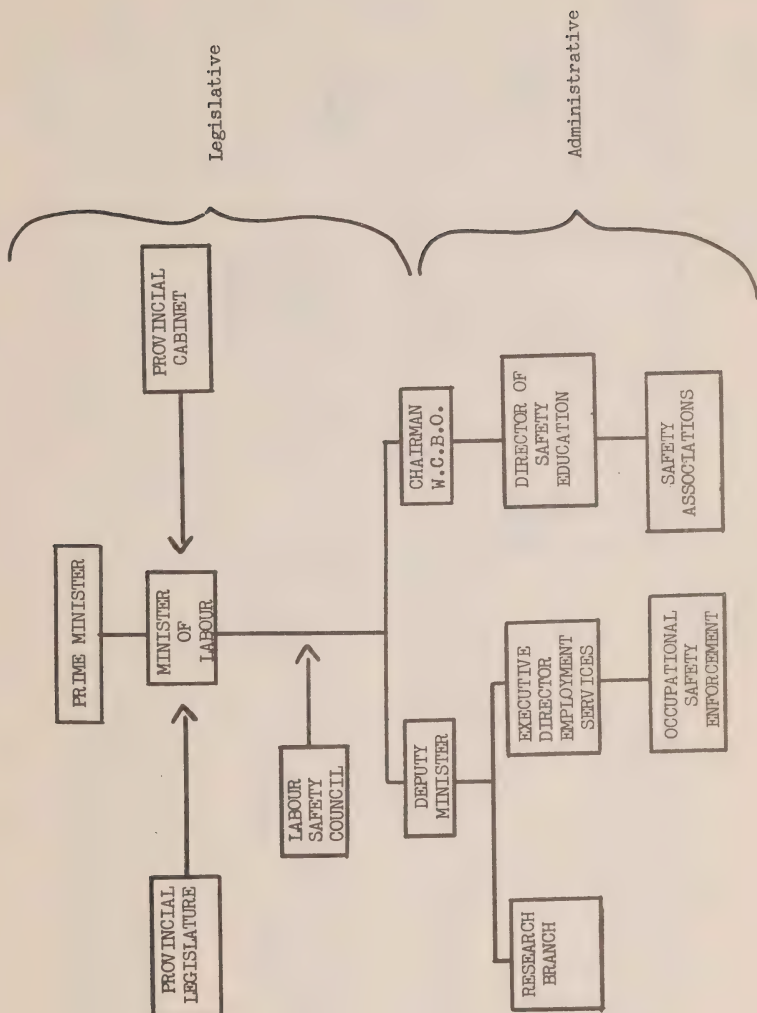 PRIME MINISTER
PROVINCIAL
LEGISLATURE
MINISTER
OF
LABOUR
PROVINCIAL
CABINET
Legislative
LABOUR
SAFETY
COUNCIL
DEPUTY
MINISTER
CHAIRMAN
W.C.B.O.
RESEARCH
BRANCH
EXECUTIVE
DIRECTOR
EMPLOYMENT
SERVICES
DIRECTOR OF
SAFETY
EDUCATION
Administrative
OCCUPATIONAL
SAFETY
ENFORCEMENT
SAFETY
ASSOCIATIONS